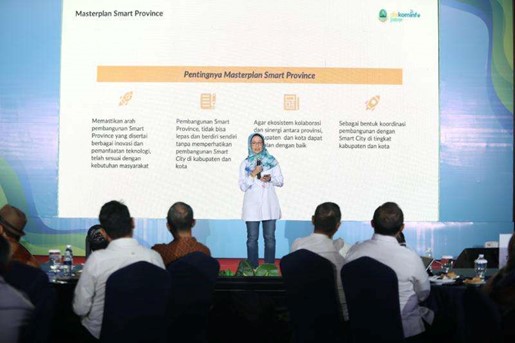 Masterplan Smart Province
diskominfo
jabar
Pentingnya Masterplan Smart Province
Memastikan arah
pembangunan Smart
Province yang disertai
berbagai inovasi dan
pemanfaatan teknologi,
telah sesuai dengan
kebutuhan masyarakat
Pembangunan Smart
Province, tidak bisa
lepas dan berdiri sendiri
tanpa memperhatikan
pembangunan Smart
City di kabupaten dan
kota
Agar ekosistem kolaborasi
dan sinergi antara provinsi,
kabupaten dan kota dapat
dengan baik
Sebagai bentuk koordinasi
pembangunan dengan
Smart City di tingkat
kabupaten dan kota